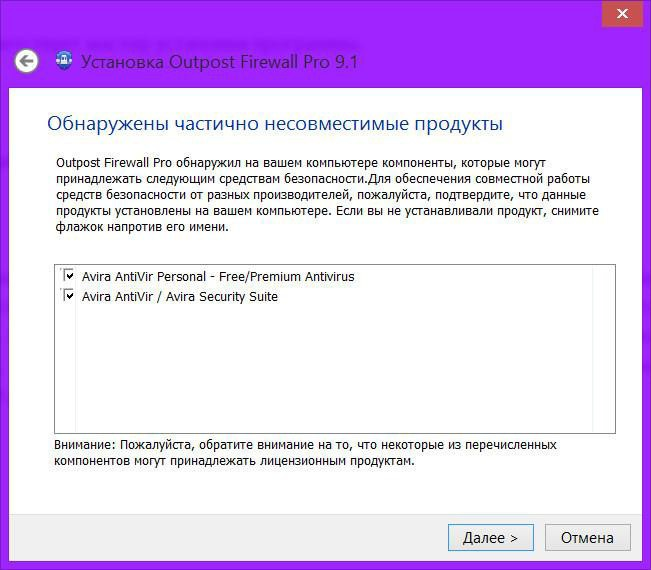 Установка Outpost Firewall Pro 9.1
Обнаружены частично несовместимые продукты
Outpost Firewall Pro обнаружил на вашем компьютере компоненты, которые могут
принадлежать следующим средствам безопасности.Для обеспечения совместной работы
средств безопасности от разных производителей, пожалуйста, подтвердите, что данные
продукты установлены на вашем компьютере. Если вы не устанавливали продукт, снимите
флажок напротив его имени.
Avira AntiVir Personal - Free/Premium Antivirus
Avira AntiVir / Avira Security Suite
Внимание: Пожалуйста, обратите внимание на то, что некоторые из перечисленных
компонентов могут принадлежать лицензионным продуктам.
Далее >
Отмена